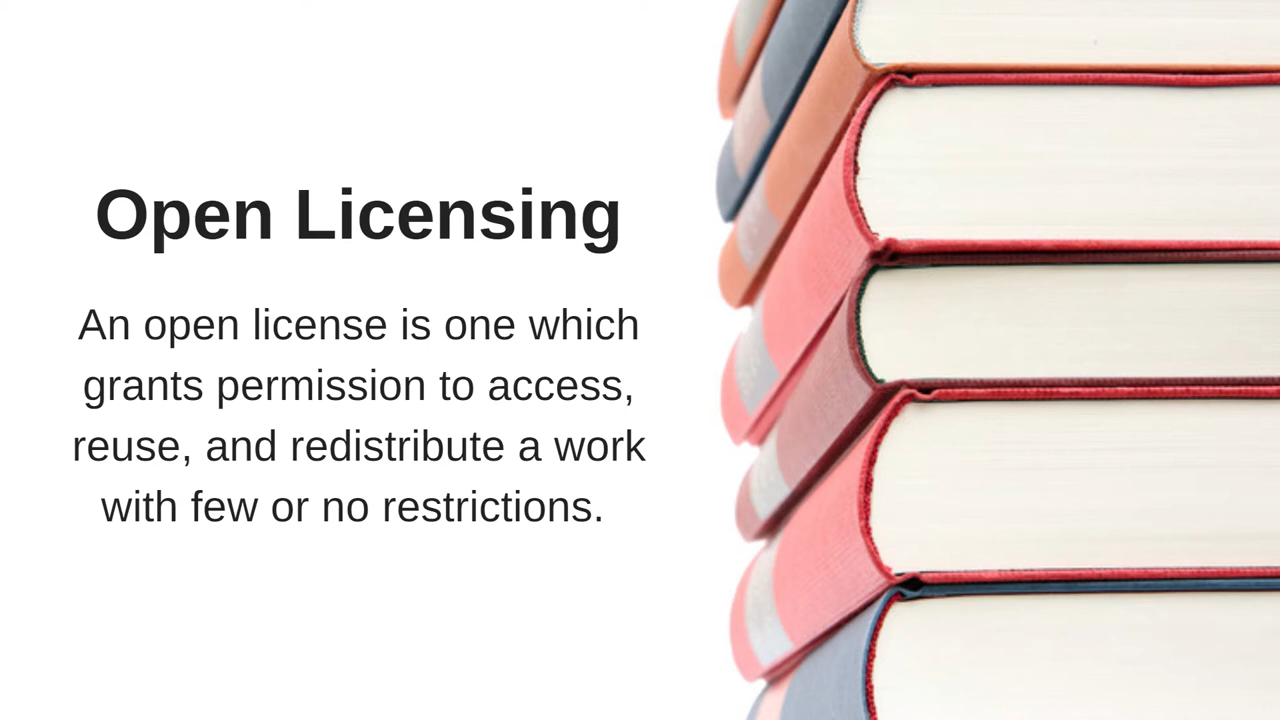 Open Licensing
An open license is one which
grants permission to access,
reuse, and redistribute a work
with few or no restrictions.